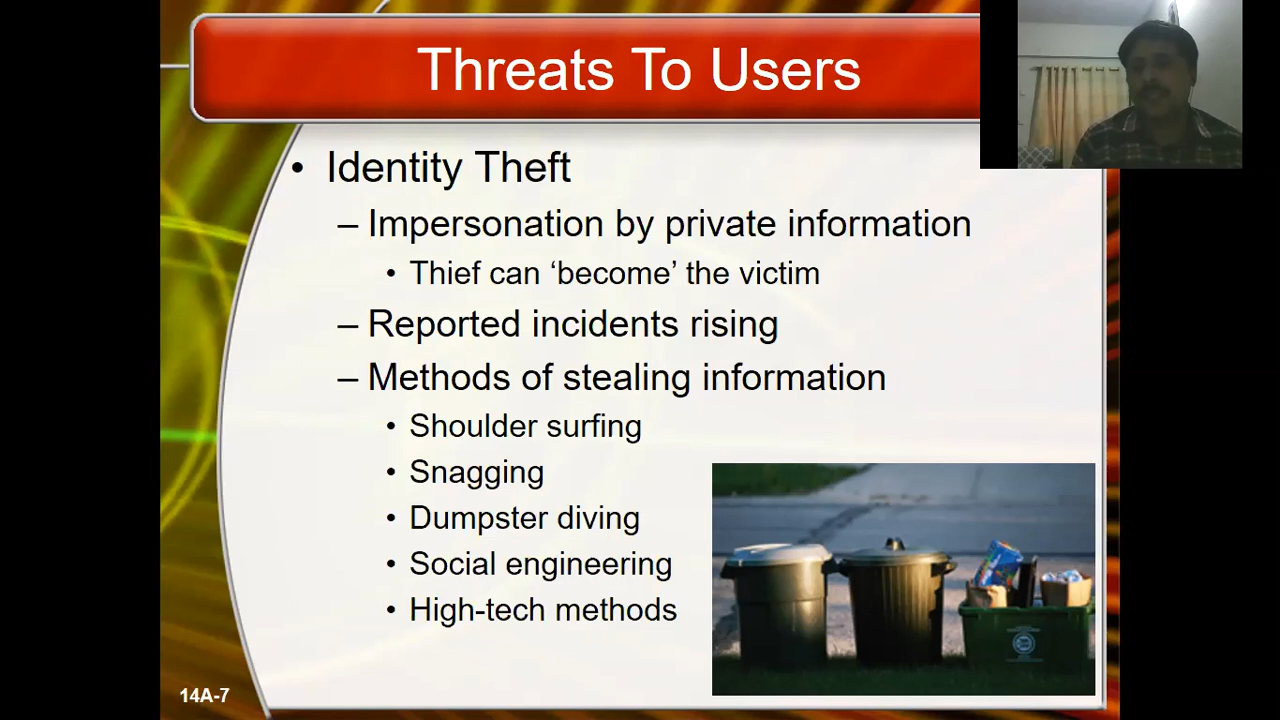 Threats To Users
• Identity Theft
– Impersonation by private information
• Thief can ‘become’ the victim
– Reported incidents rising
– Methods of stealing information
• Shoulder surfing
• Snagging
• Dumpster diving
• Social engineering
• High-tech methods
14A-7